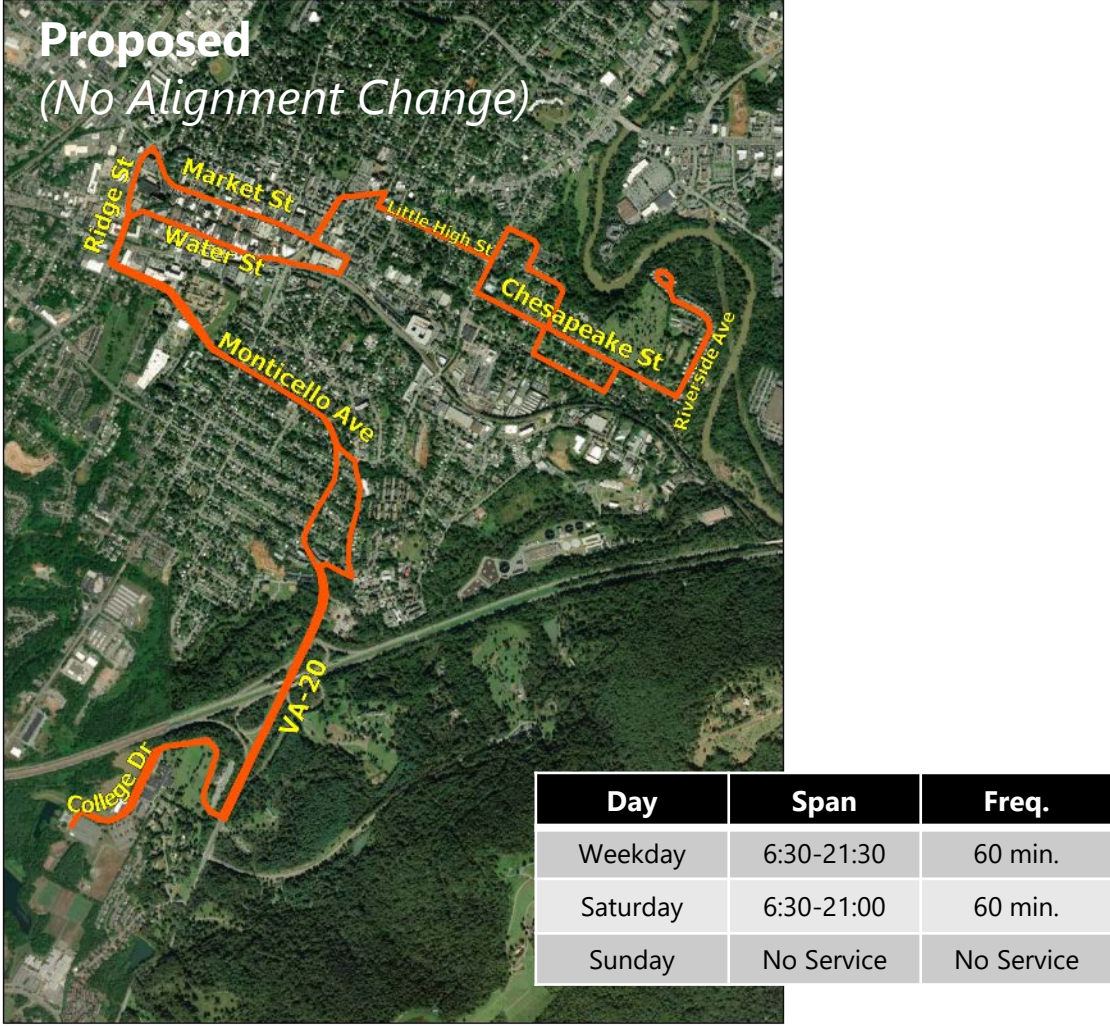 Proposed
(No Alignment Change)
Ridge St
Market St
Water St
Little High St
Chesapeake St
Riverside Ave
Monticello Ave
VA-20
College Dr
Day Span Freq.
Weekday 6:30-21:30 60 min.
Saturday 6:30-21:00 60 min.
Sunday No Service No Service